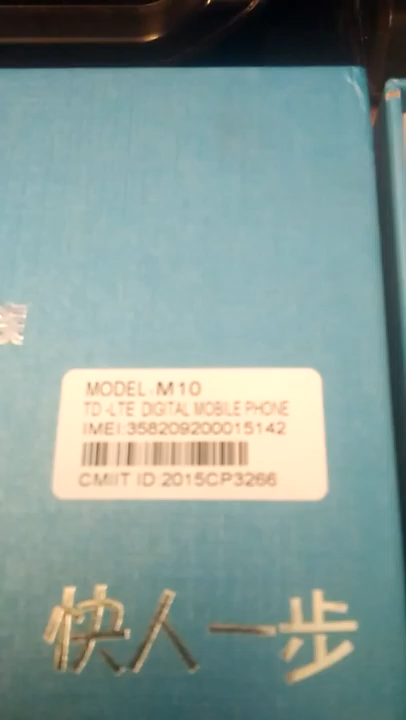 MODEL:M10
TD-LTE DIGITAL MOBILE PHONE
IMEI:358209200015142
CMIIT ID:2015CP3266
快人一步